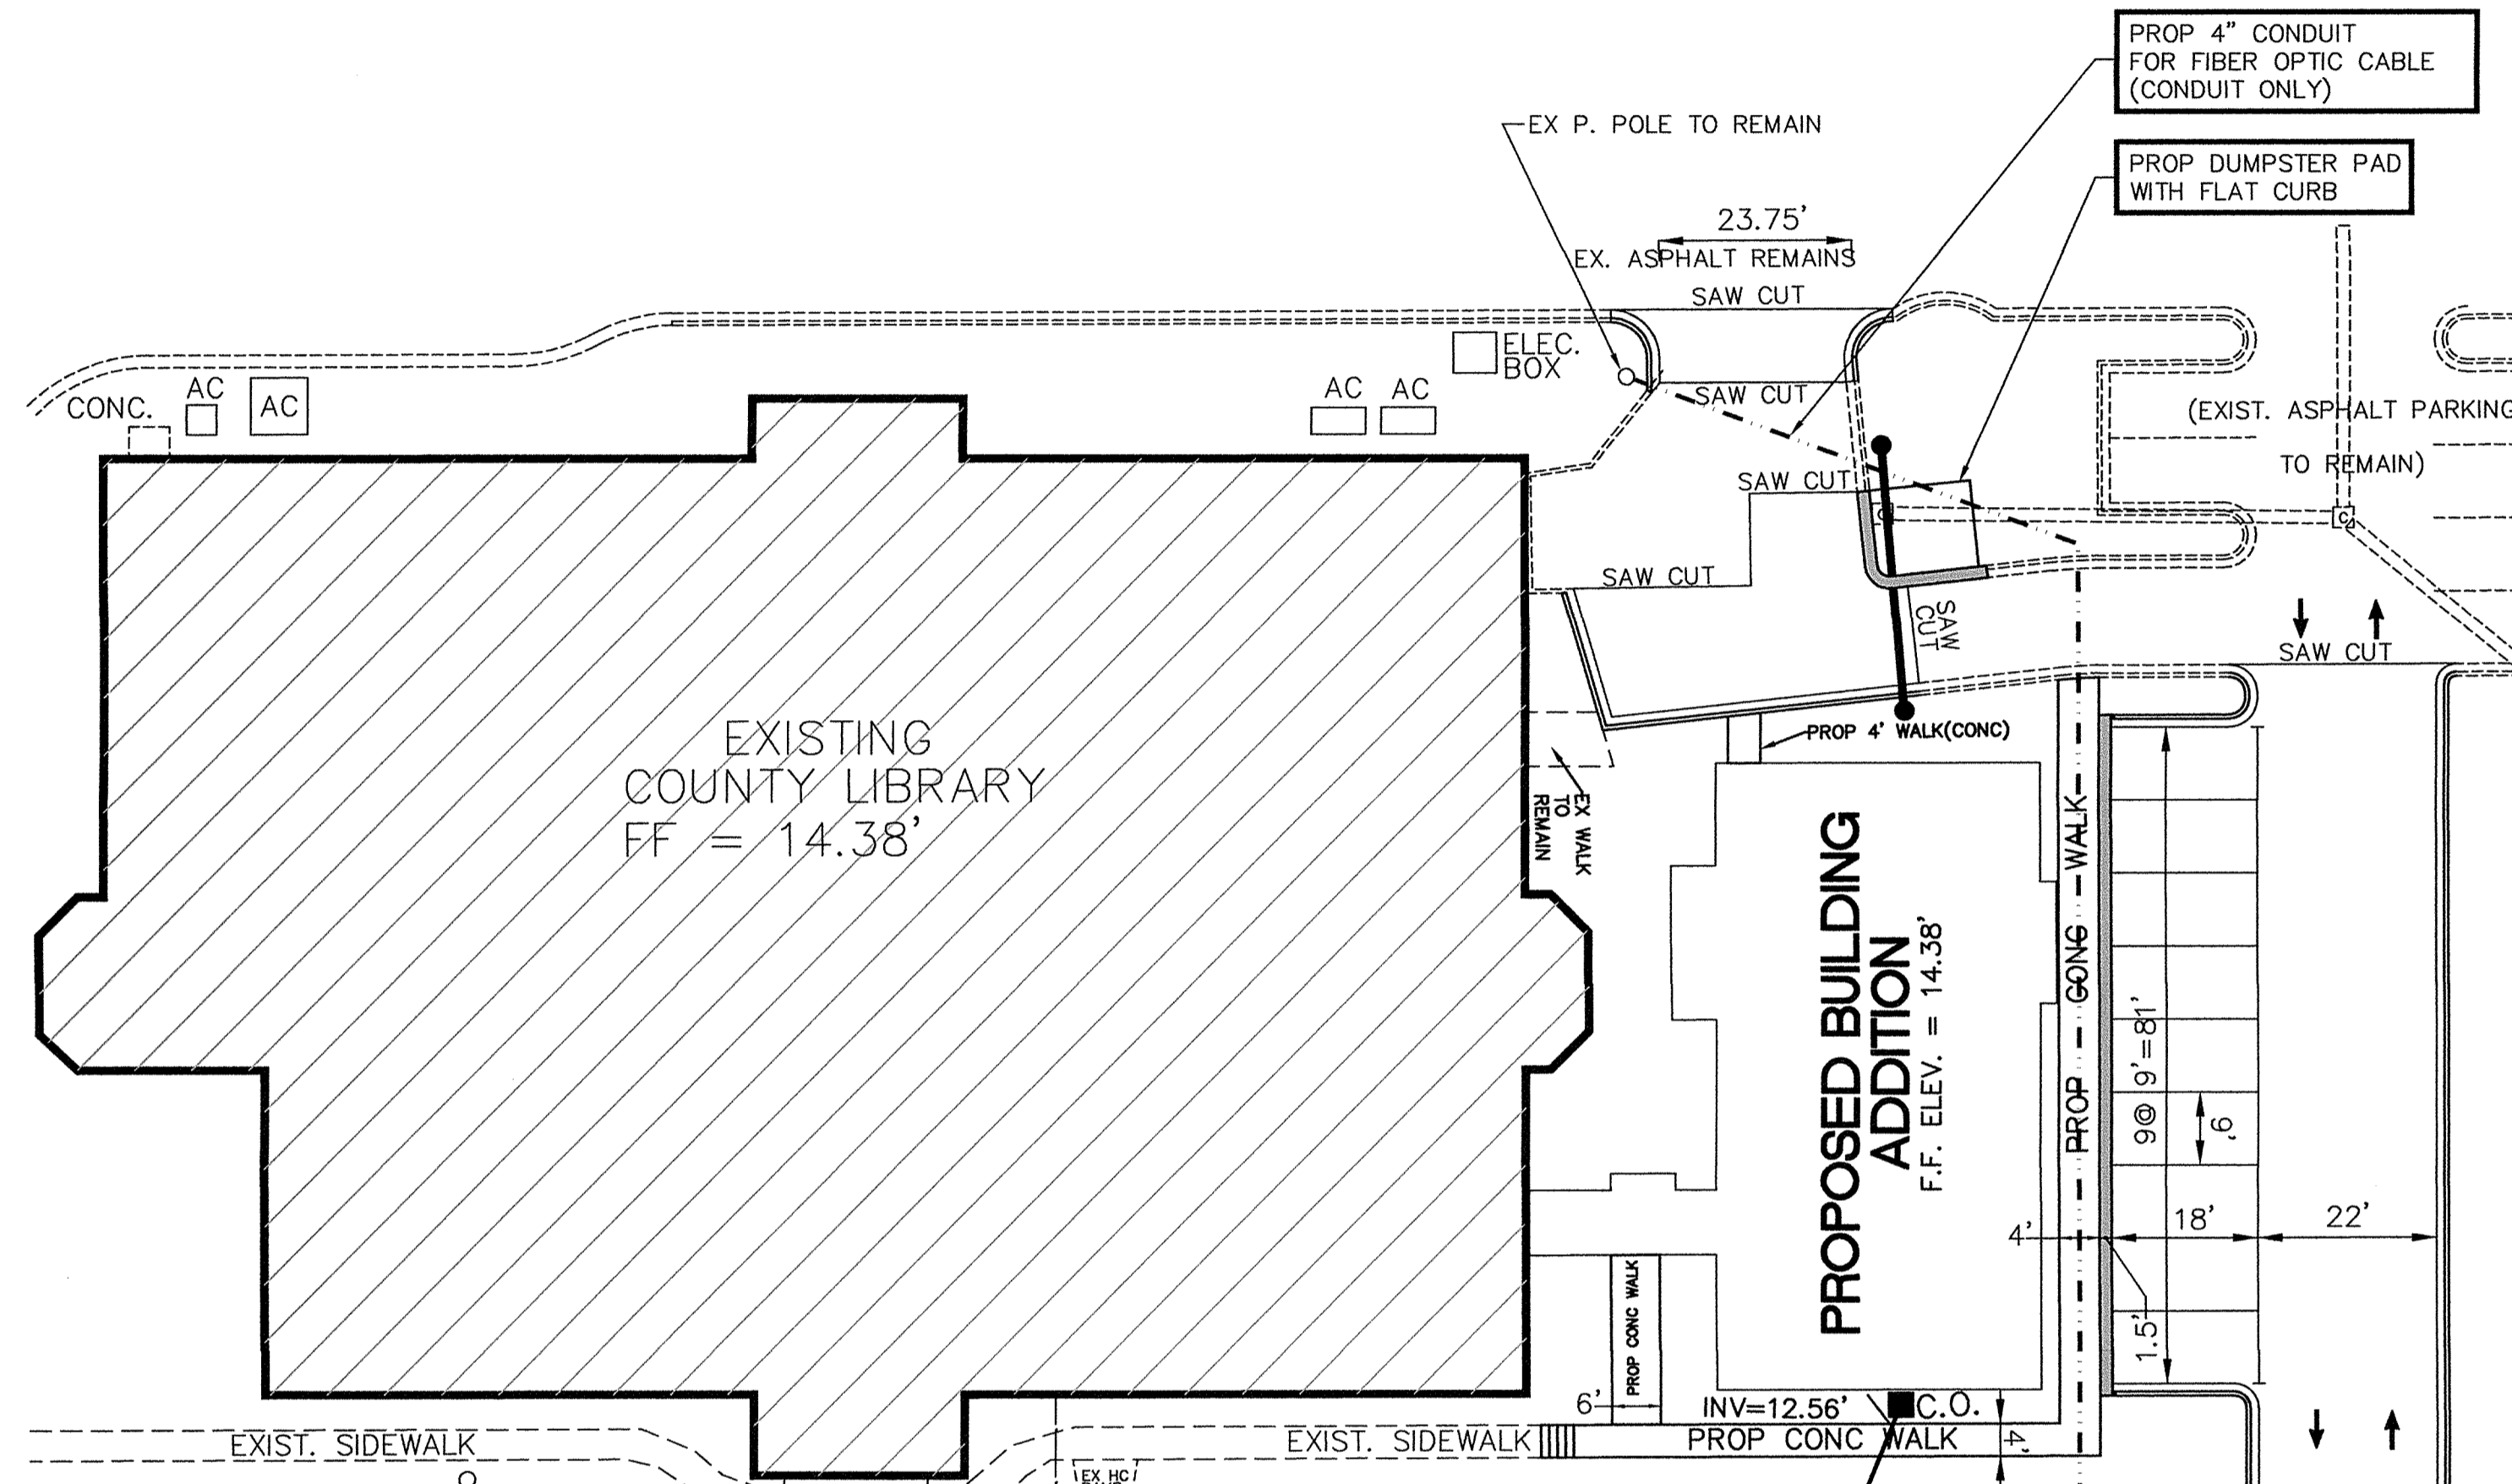 PROP 4" CONDUIT
FOR FIBER OPTIC CABLE
(CONDUIT ONLY)
EX P. POLE TO REMAIN
PROP DUMPSTER PAD
WITH FLAT CURB
23.75'
EX. ASPHALT REMAINS
SAW CUT
ELEC.
BOX
AC
AC
CONC.
AC
AC
SAW CUT
(EXIST. ASPHALT PARKING
TO REMAIN)
SAW CUT
C
SAW CUT
SAW
CUT
SAW CUT
EXISTING
COUNTY LIBRARY
FF = 14.38'
PROP 4' WALK(CONC)
EX WALK
TO
REMAIN
PROPOSED BUILDING
ADDITION
F.F. ELEV. = 14.38'
PROP CONC WALK
9@ 9'=81'
9'
4'
18'
22'
1.5'
PROP CONC WALK
6'
INV=12.56'
C.O.
EXIST. SIDEWALK
EXIST. SIDEWALK
PROP CONC WALK
4'
EX HC